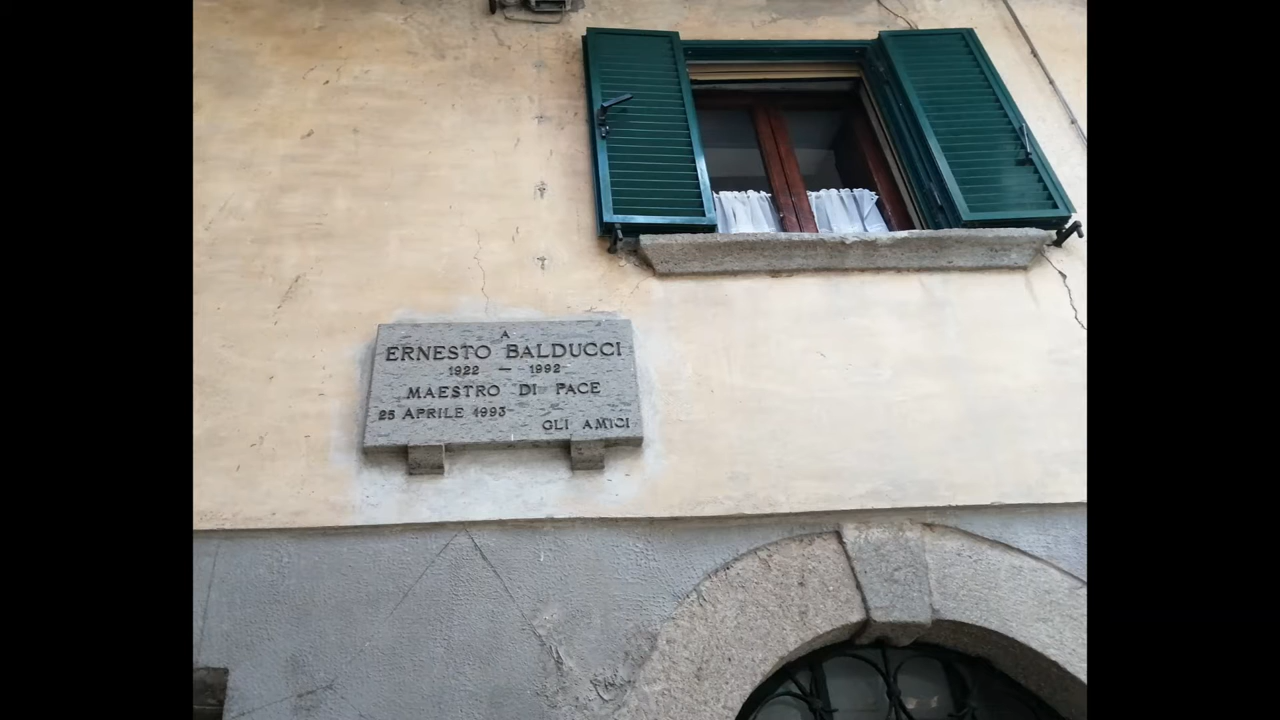 A
ERNESTO BALDUCCI
1922 — 1992
MAESTRO DI PACE
25 APRILE 1993
GLI AMICI